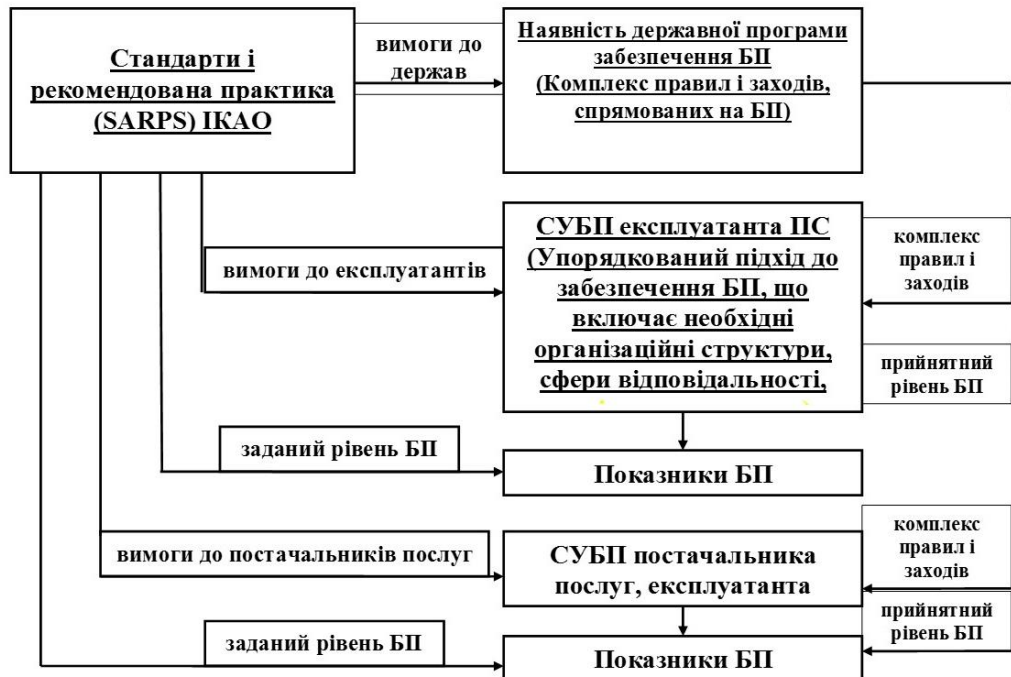 Стандарти і
рекомендована практика
(SARPS) ІКАО
вимоги до
держав
Наявність державної програми
забезпечення БП
(Комплекс правил і заходів,
спрямованих на БП)
вимоги до експлуатантів
СУБП експлуатанта ПС
(Упорядкований підхід до
забезпечення БП, що
включає необхідні
організаційні структури,
сфери відповідальності,
комплекс
правил і
заходів
прийнятний
рівень БП
заданий рівень БП
Показники БП
вимоги до постачальників послуг
СУБП постачальника
послуг, експлуатанта
комплекс
правил і
заходів
прийнятний
рівень БП
заданий рівень БП
Показники БП